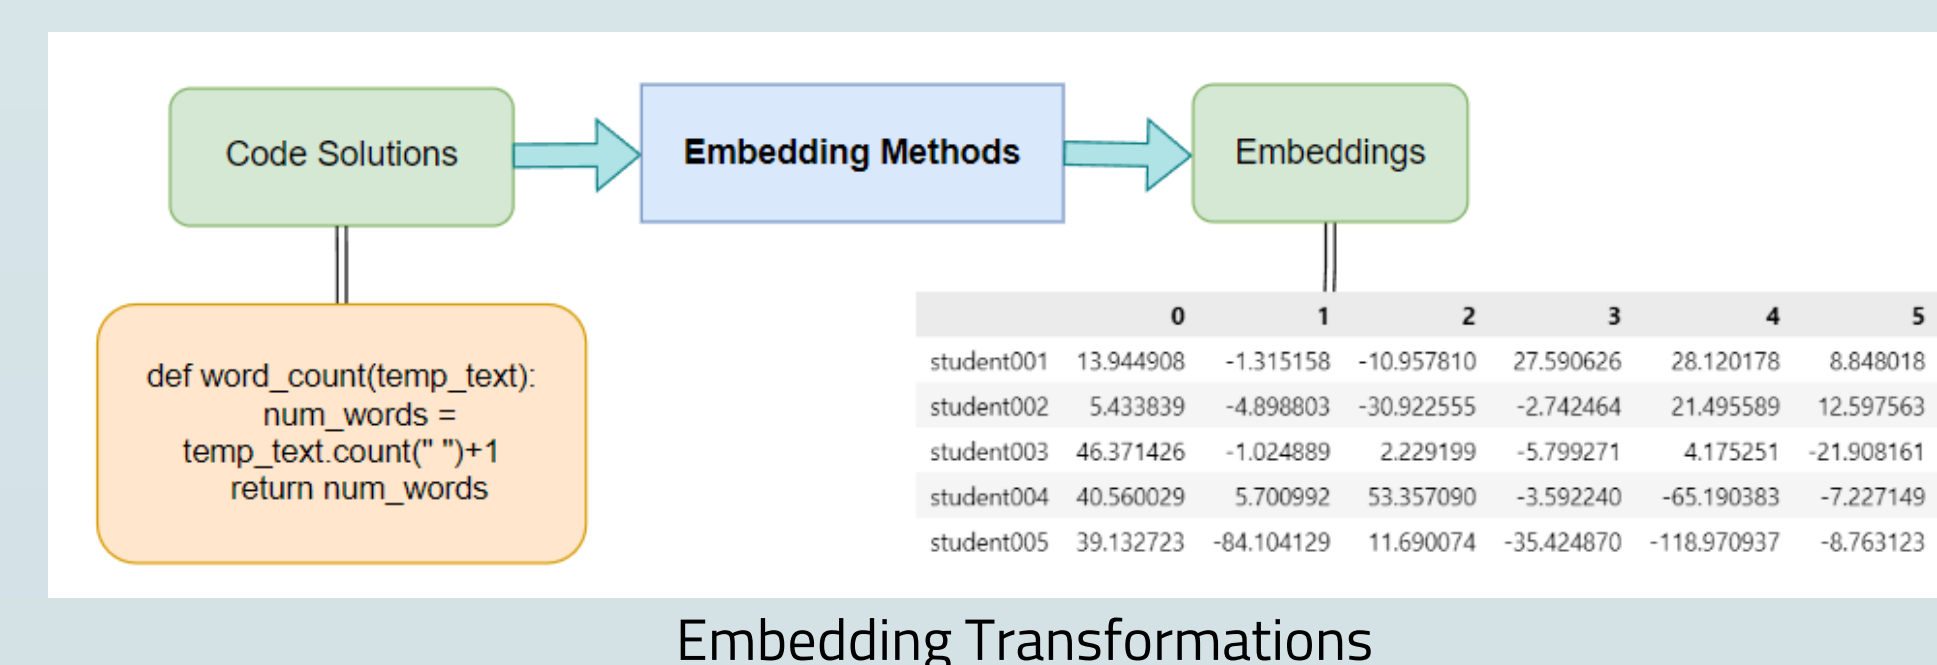 Code Solutions
Embedding Methods
Embeddings
def word_count(temp_text):
num_words =
temp_text.count(" ")+1
return num_words
0 1 2 3 4 5
student001 13.944908 -1.315158 -10.957810 27.590626 28.120178 8.848018
student002 5.433839 -4.898803 -30.922555 -2.742464 21.495589 12.597563
student003 46.371426 -1.024889 2.229199 -5.799271 4.175251 -21.908161
student004 40.560029 5.700992 53.357090 -3.592240 -65.190383 -7.227149
student005 39.132723 -84.104129 11.690074 -35.424870 -118.970937 -8.763123
Embedding Transformations